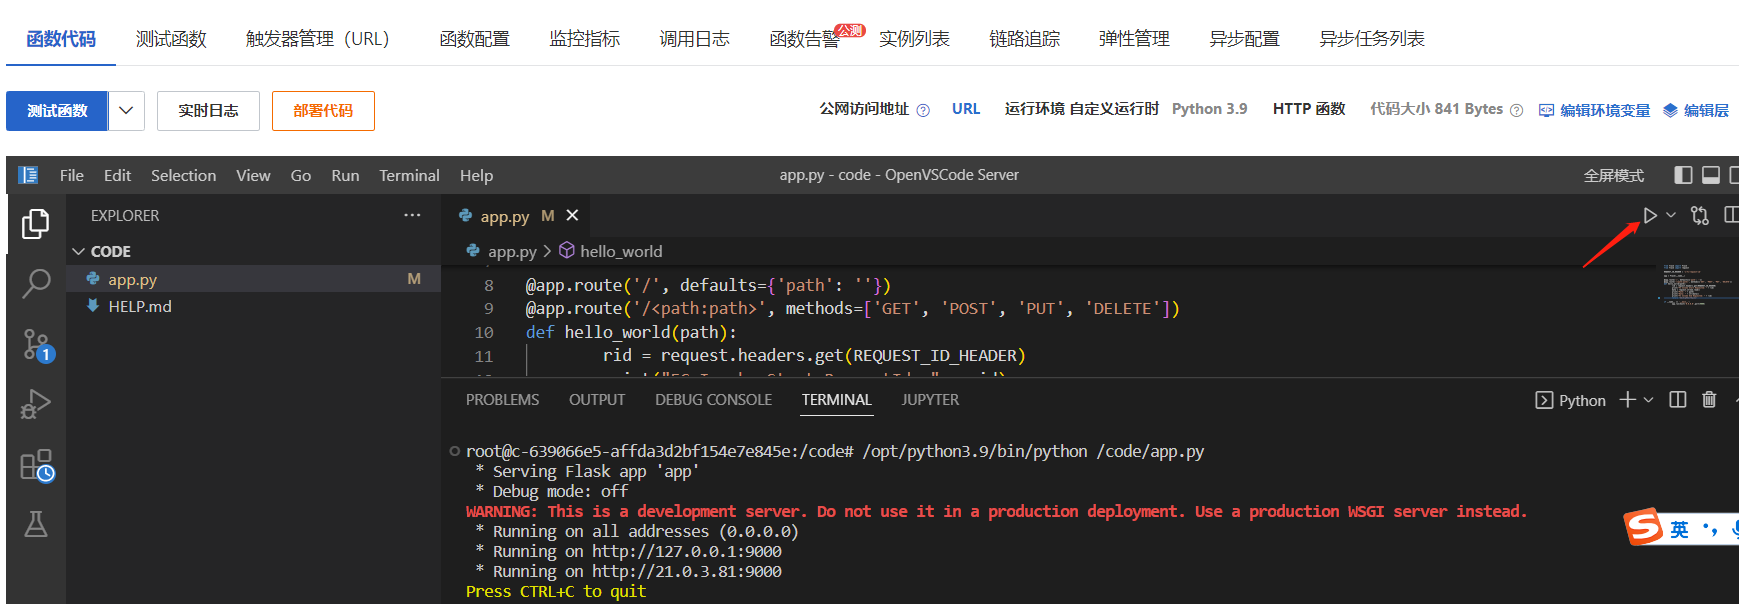 函数代码 测试函数 触发器管理（URL） 函数配置 监控指标 调用日志 函数告警 公测 实例列表 链路追踪 弹性管理 异步配置 异步任务列表
测试函数 实时日志 部署代码 公网访问地址 URL 运行环境 自定义运行时 Python 3.9 HTTP 函数 代码大小 841 Bytes 编辑环境变量 编辑层
File Edit Selection View Go Run Terminal Help app.py - code - OpenVSCode Server 全屏模式
EXPLORER
app.py M
CODE
app.py > hello_world
app.py M
HELP.md
1
8 @app.route('/', defaults={'path': ''})
9 @app.route('/<path:path>', methods=['GET', 'POST', 'PUT', 'DELETE'])
10 def hello_world(path):
11 rid = request.headers.get(REQUEST_ID_HEADER)
PROBLEMS OUTPUT DEBUG CONSOLE TERMINAL JUPYTER Python
root@c-639066e5-affda3d2bf154e7e845e:/code# /opt/python3.9/bin/python /code/app.py
* Serving Flask app 'app'
* Debug mode: off
WARNING: This is a development server. Do not use it in a production deployment. Use a production WSGI server instead.
* Running on all addresses (0.0.0.0)
* Running on http://127.0.0.1:9000
* Running on http://21.0.3.81:9000
Press CTRL+C to quit
英